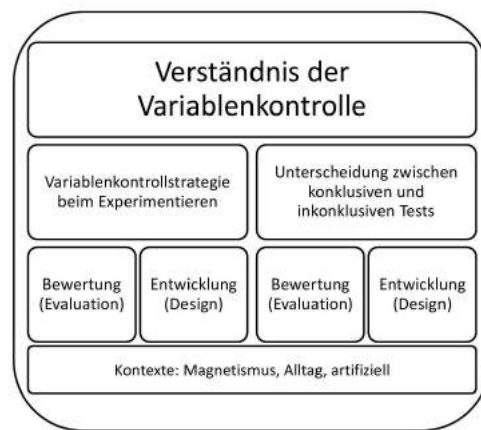 Verständnis der
Variablenkontrolle
Variablenkontrollstrategie
beim Experimentieren
Unterscheidung zwischen
konklusiven und
inkonklusiven Tests
Bewertung
(Evaluation)
Entwicklung
(Design)
Bewertung
(Evaluation)
Entwicklung
(Design)
Kontexte: Magnetismus, Alltag, artifiziell